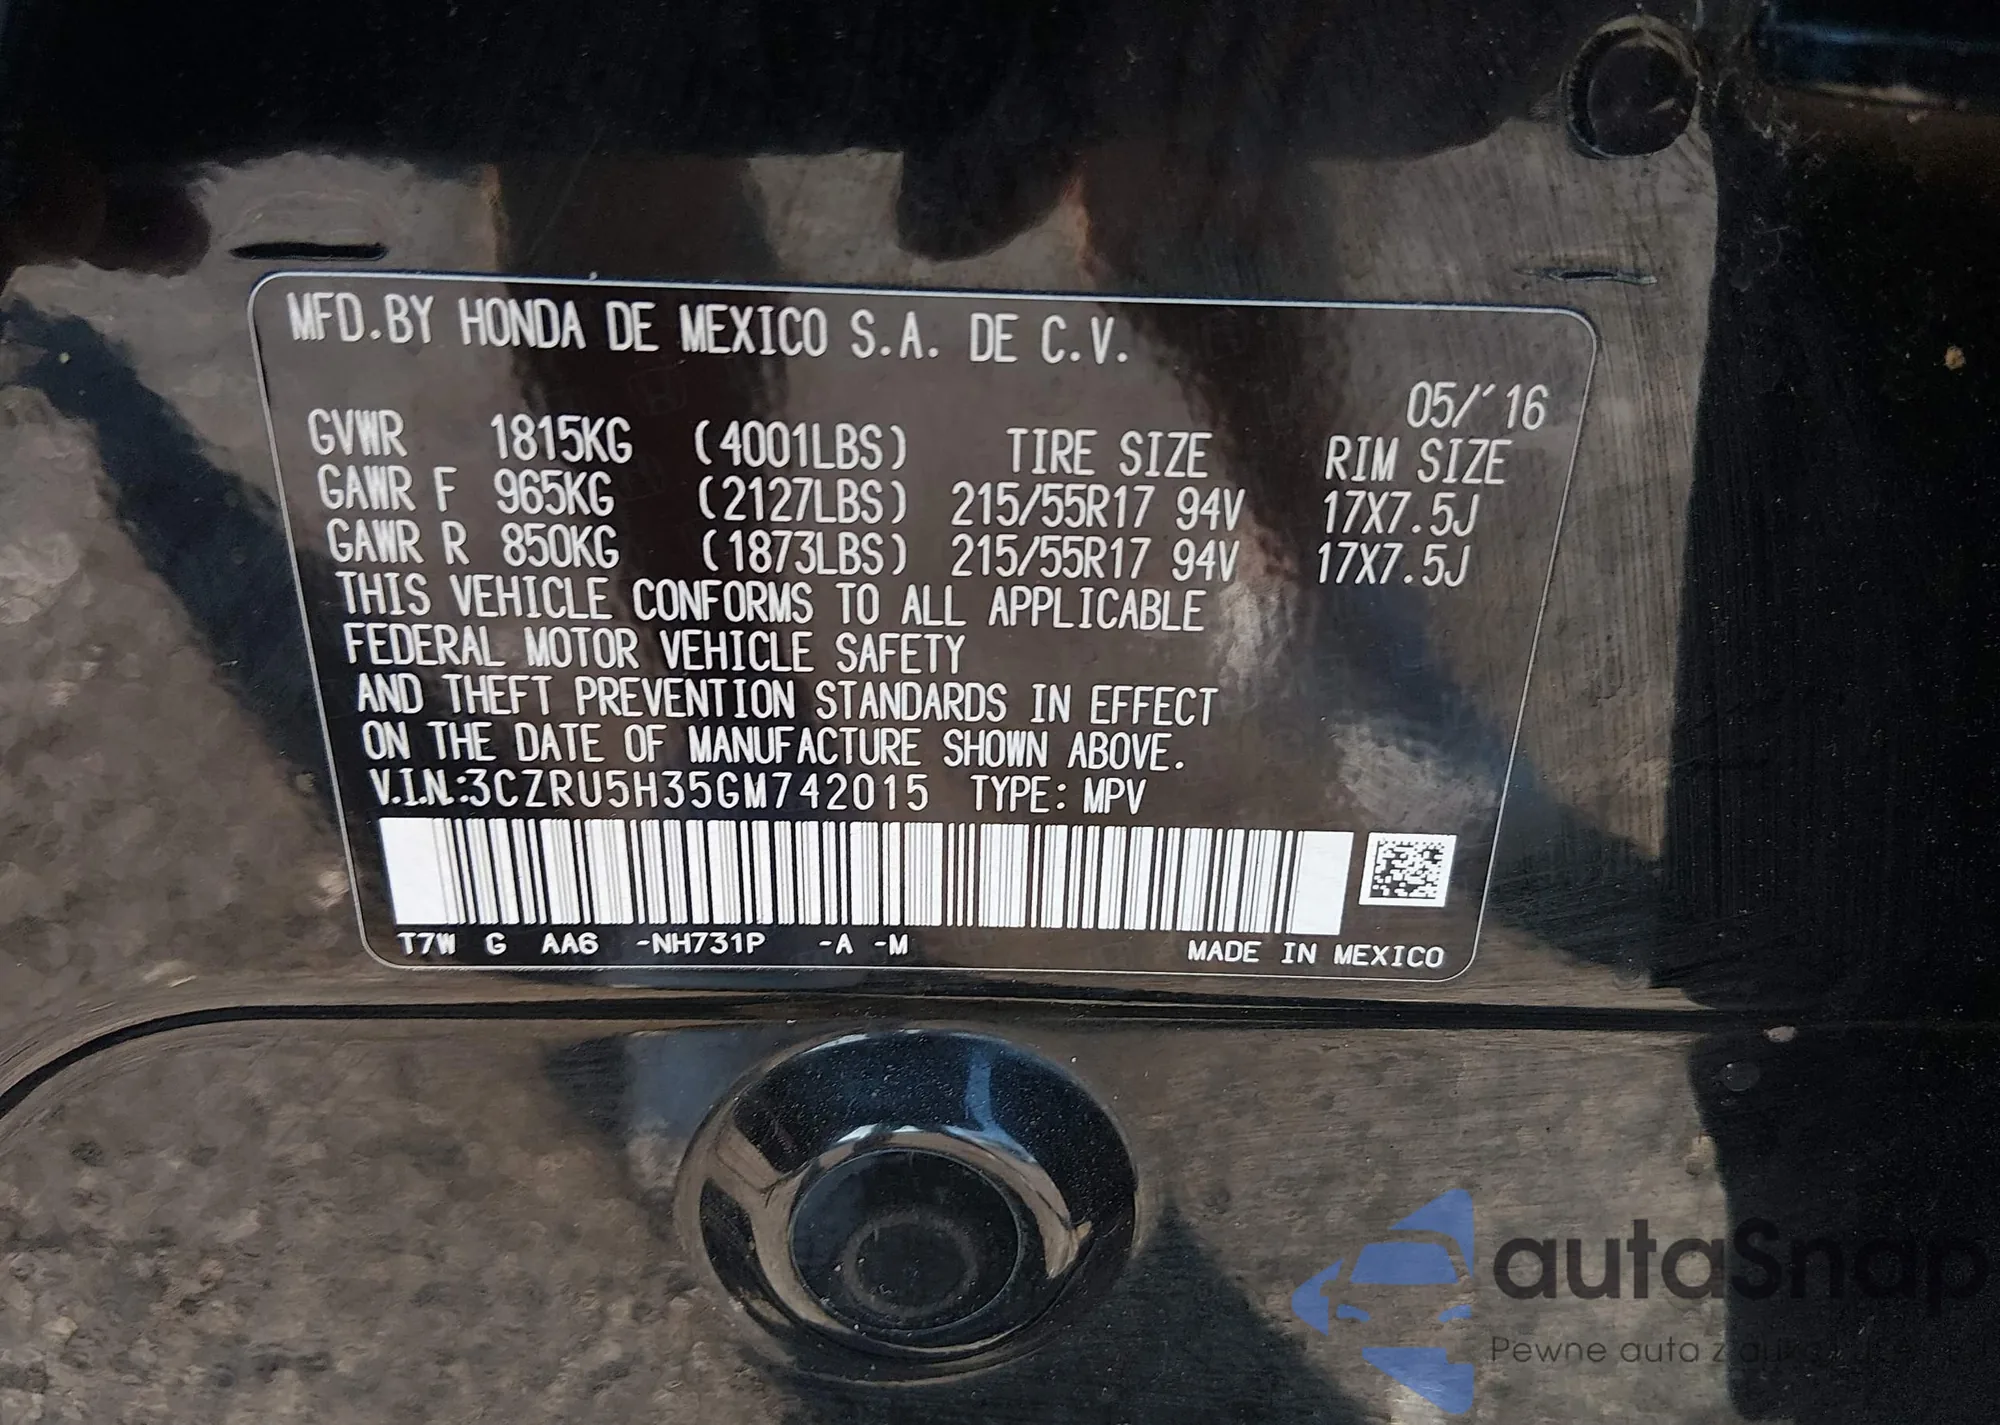 MFD.BY HONDA DE MEXICO S.A. DE C.V.
05/'16
GVWR 1815KG (4001LBS) TIRE SIZE RIM SIZE
GAWR F 965KG (2127LBS) 215/55R17 94V 17X7.5J
GAWR R 850KG (1873LBS) 215/55R17 94V 17X7.5J
THIS VEHICLE CONFORMS TO ALL APPLICABLE
FEDERAL MOTOR VEHICLE SAFETY
AND THEFT PREVENTION STANDARDS IN EFFECT
ON THE DATE OF MANUFACTURE SHOWN ABOVE.
V.I.N.:3CZRU5H35GM742015 TYPE: MPV
T7W G AA6 -NH731P -A -M MADE IN MEXICO
autaSnap
Pewne auta z